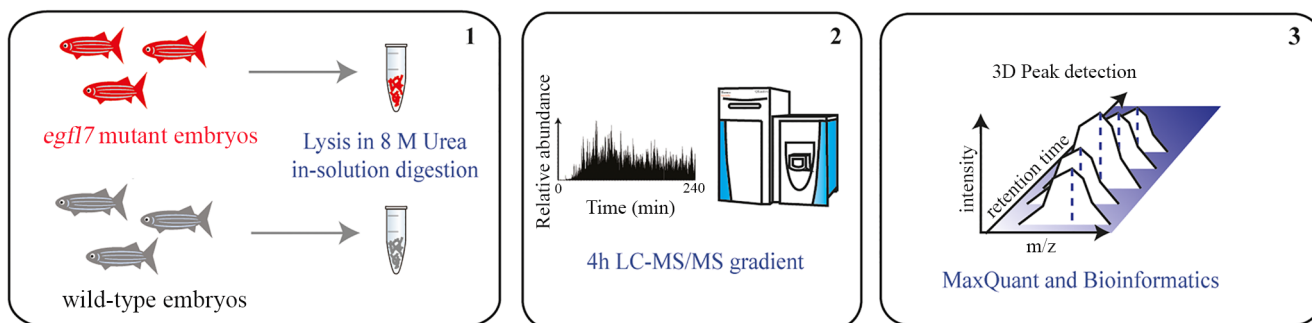 1
egfl7 mutant embryos
Lysis in 8 M Urea
in-solution digestion
wild-type embryos
2
Relative abundance
0
240
Time (min)
4h LC-MS/MS gradient
3
3D Peak detection
intensity
retention time
m/z
MaxQuant and Bioinformatics